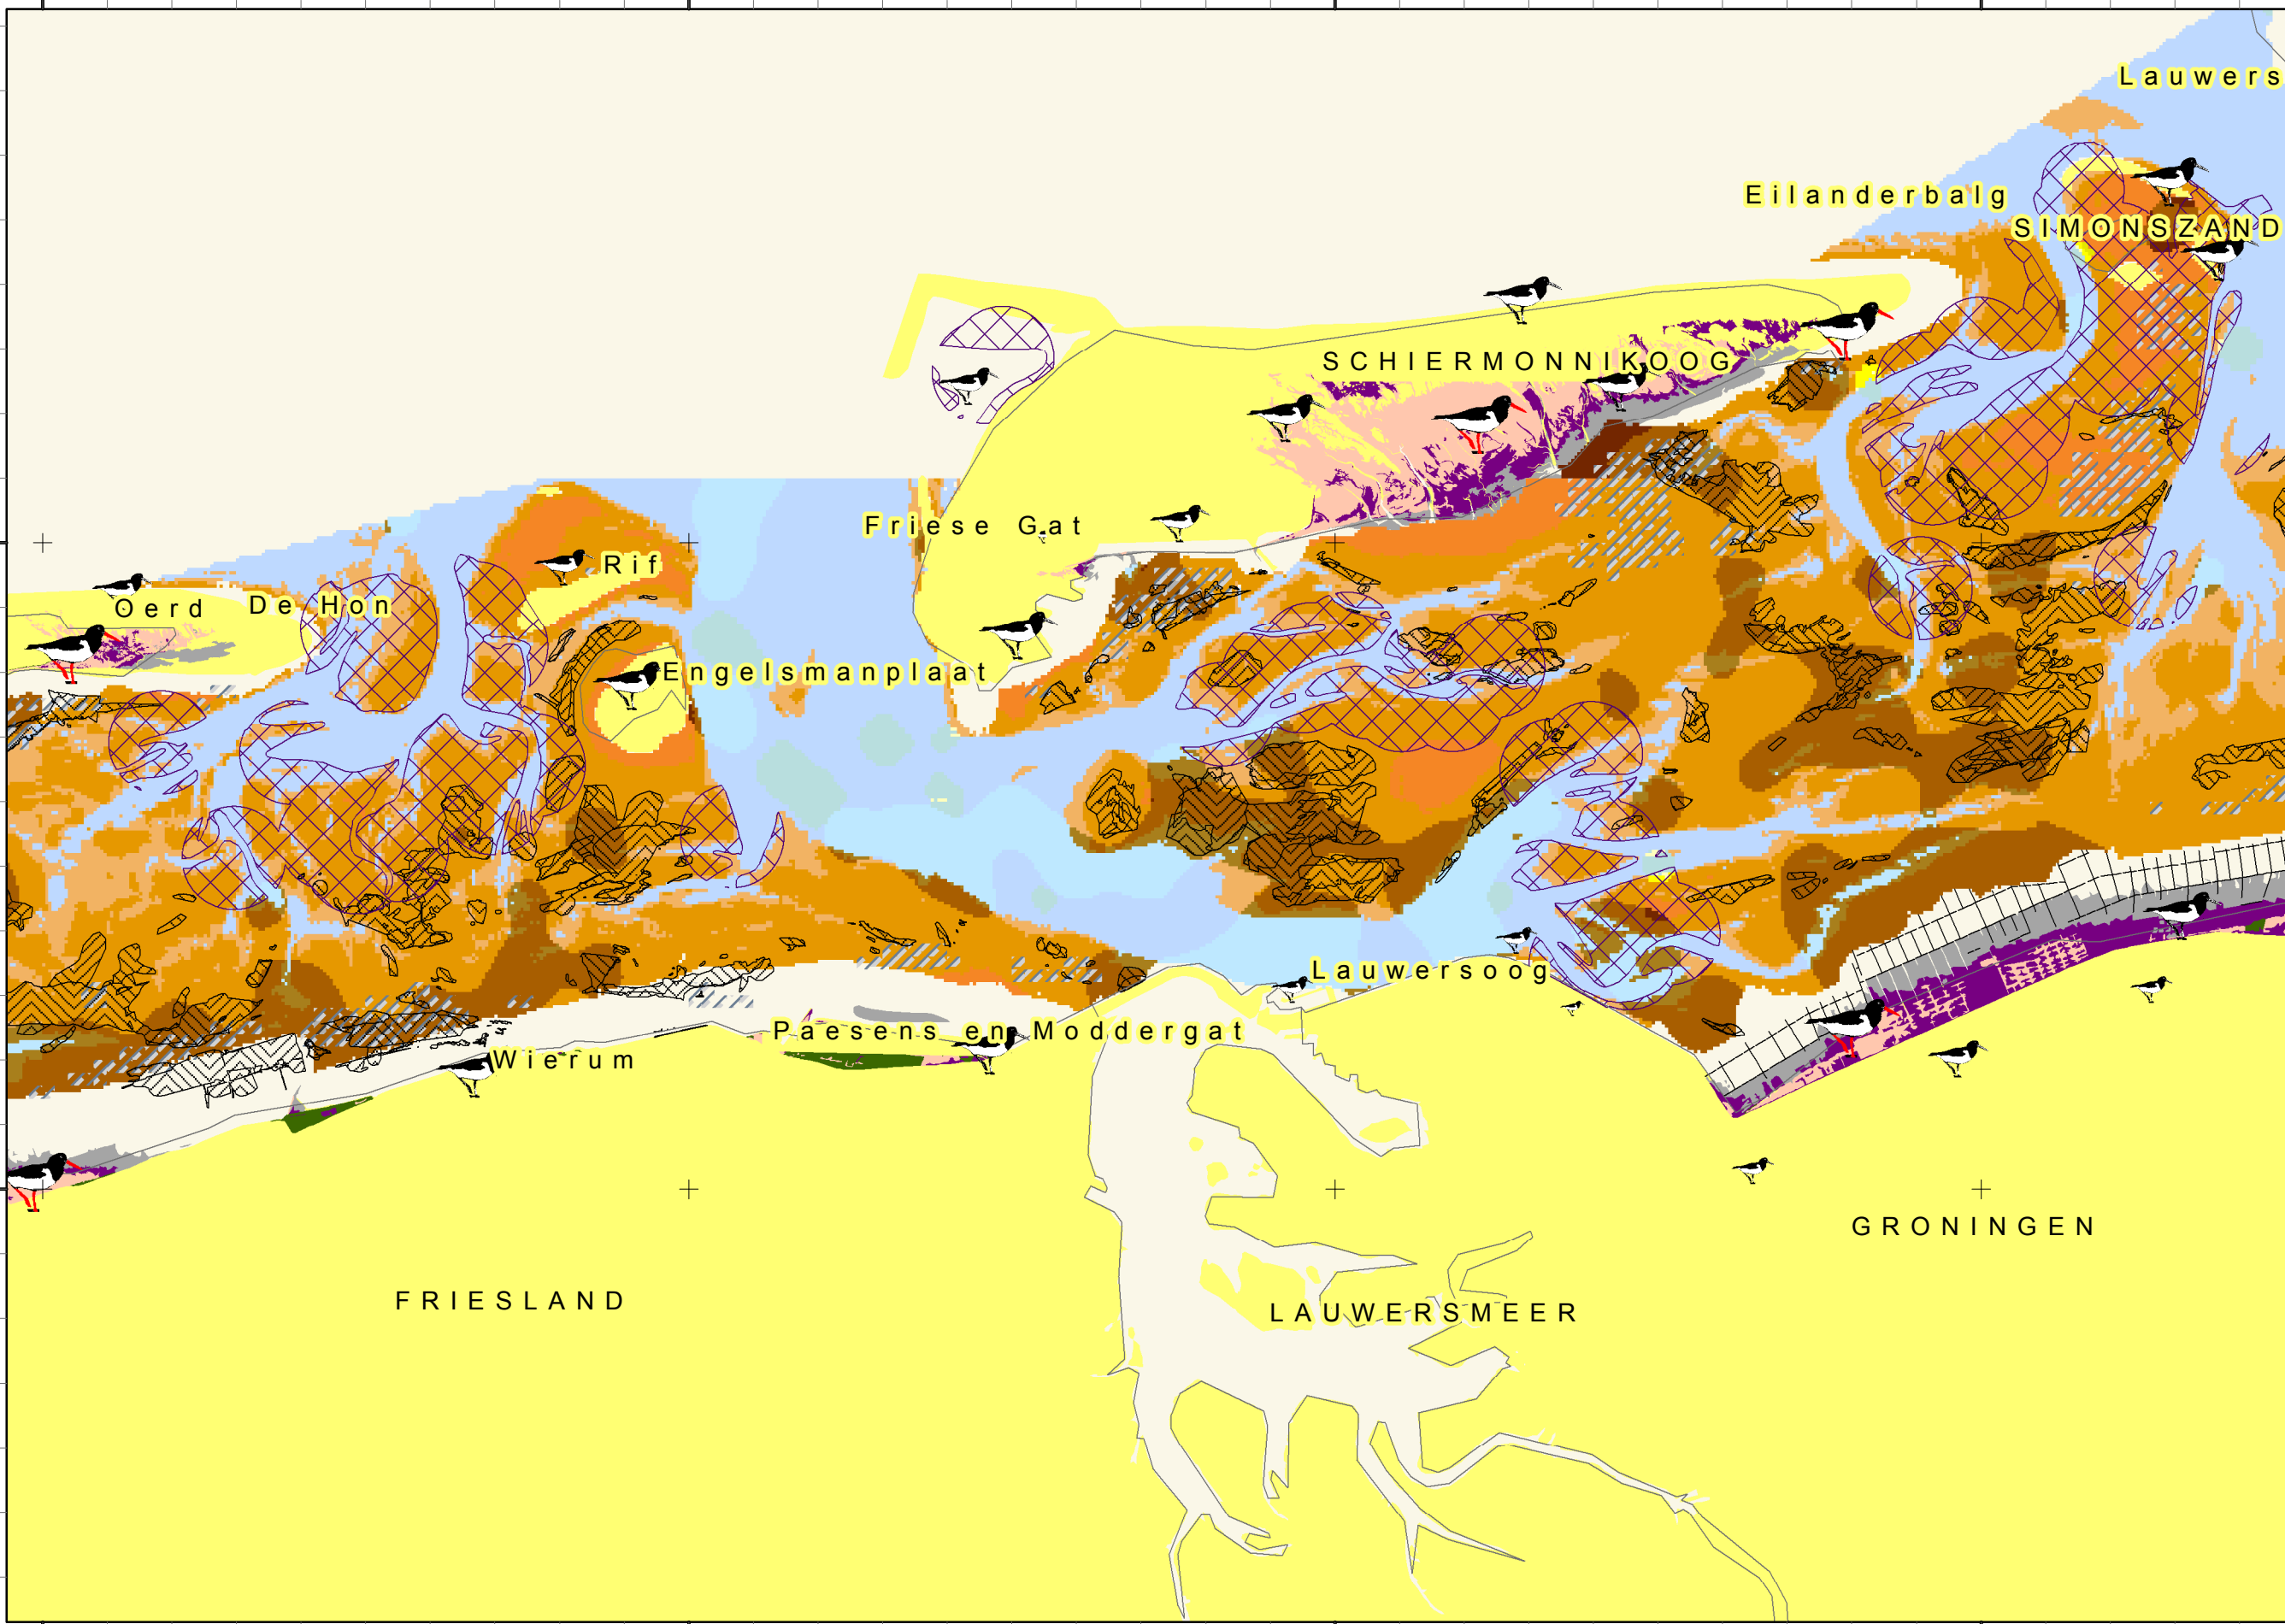 Lauwers
Eilanderbalg
SIMONSZAND
SCHIERMONNIKOOG
Friese Gat
Rif
Oerd
De Hon
Engelsmanplaat
Lauwersoog
Paesens en Moddergat
Wierum
GRONINGEN
FRIESLAND
LAUWERSMEER